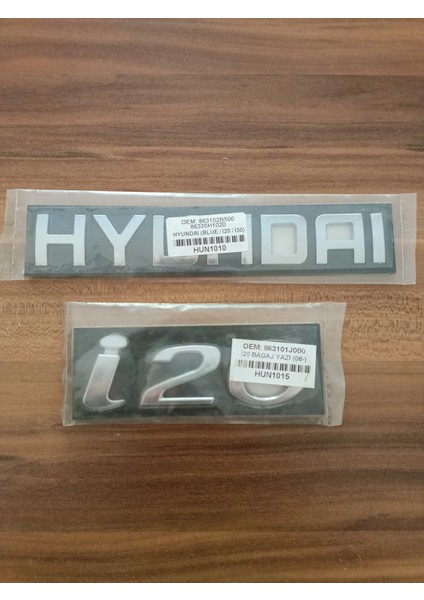 HYUNDAI
OEM: 863102B500
86335H1020
HYUNDAI (BLUE / I20 / I30)
HUN1010
i20
OEM: 863101J000
i20 BAGAJ YAZI (08-)
HUN1015